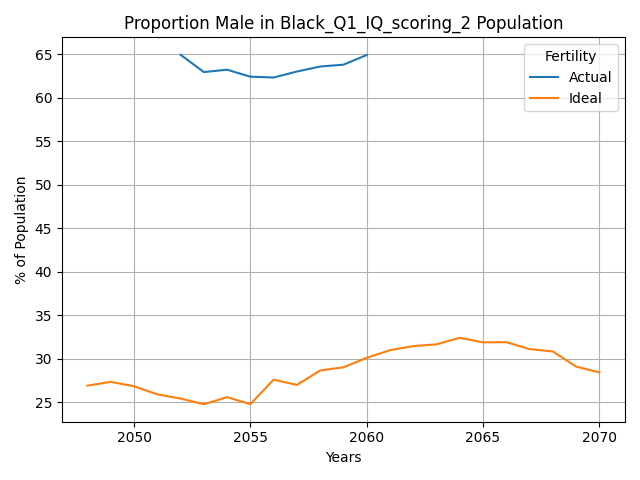 Proportion Male in Black_Q1_IQ_scoring_2 Population
Fertility
Actual
Ideal
% of Population
65
60
55
50
45
40
35
30
25
2050
2055
2060
2065
2070
Years